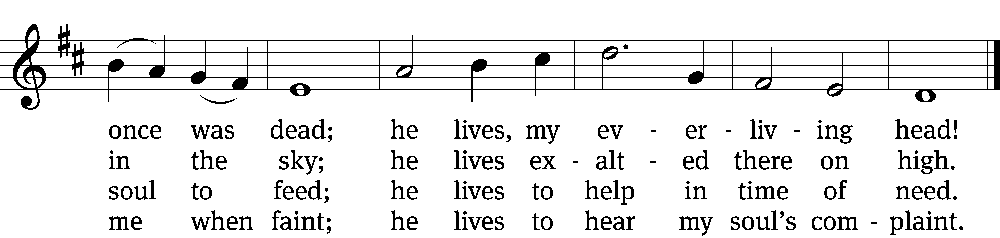 once was dead; he lives, my ev - er - liv - ing head!
in the sky; he lives ex - alt - ed there on high.
soul to feed; he lives to help in time of need.
me when faint; he lives to hear my soul’s com - plaint.